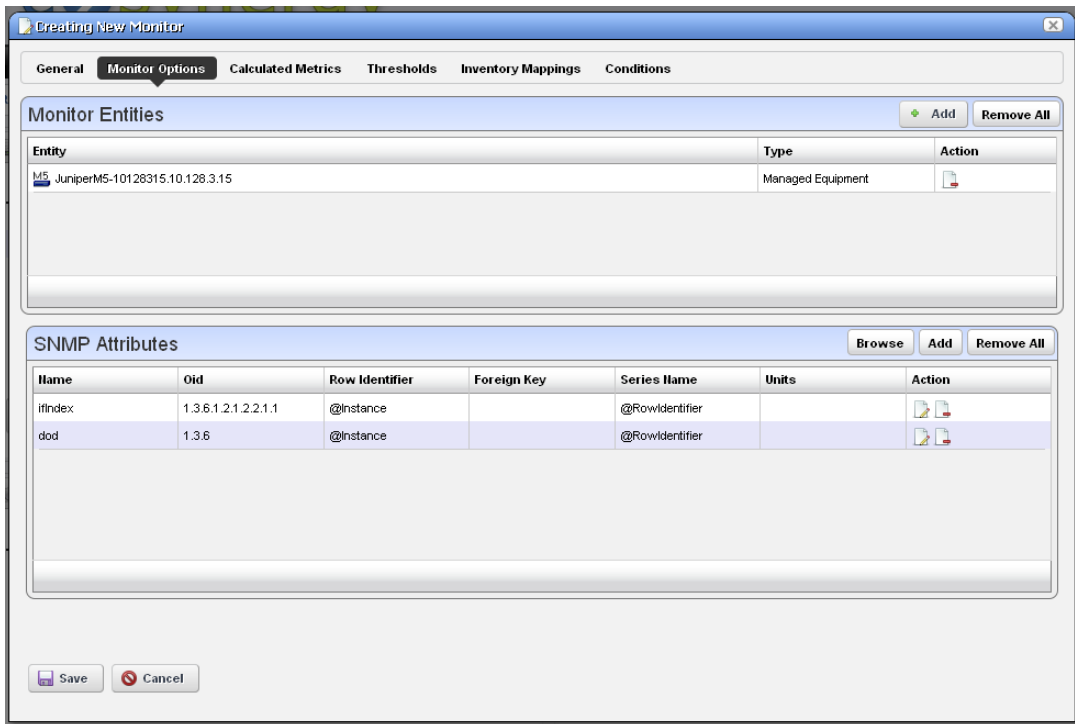 Creating New Monitor
General Monitor Options Calculated Metrics Thresholds Inventory Mappings Conditions
Monitor Entities Add Remove All
Entity Type Action
M5 JuniperM5-10128315.10.128.3.15 Managed Equipment
SNMP Attributes Browse Add Remove All
Name Oid Row Identifier Foreign Key Series Name Units Action
ifIndex 1.3.6.1.2.1.2.2.1.1 @Instance @RowIdentifier
dod 1.3.6 @Instance @RowIdentifier
Save Cancel